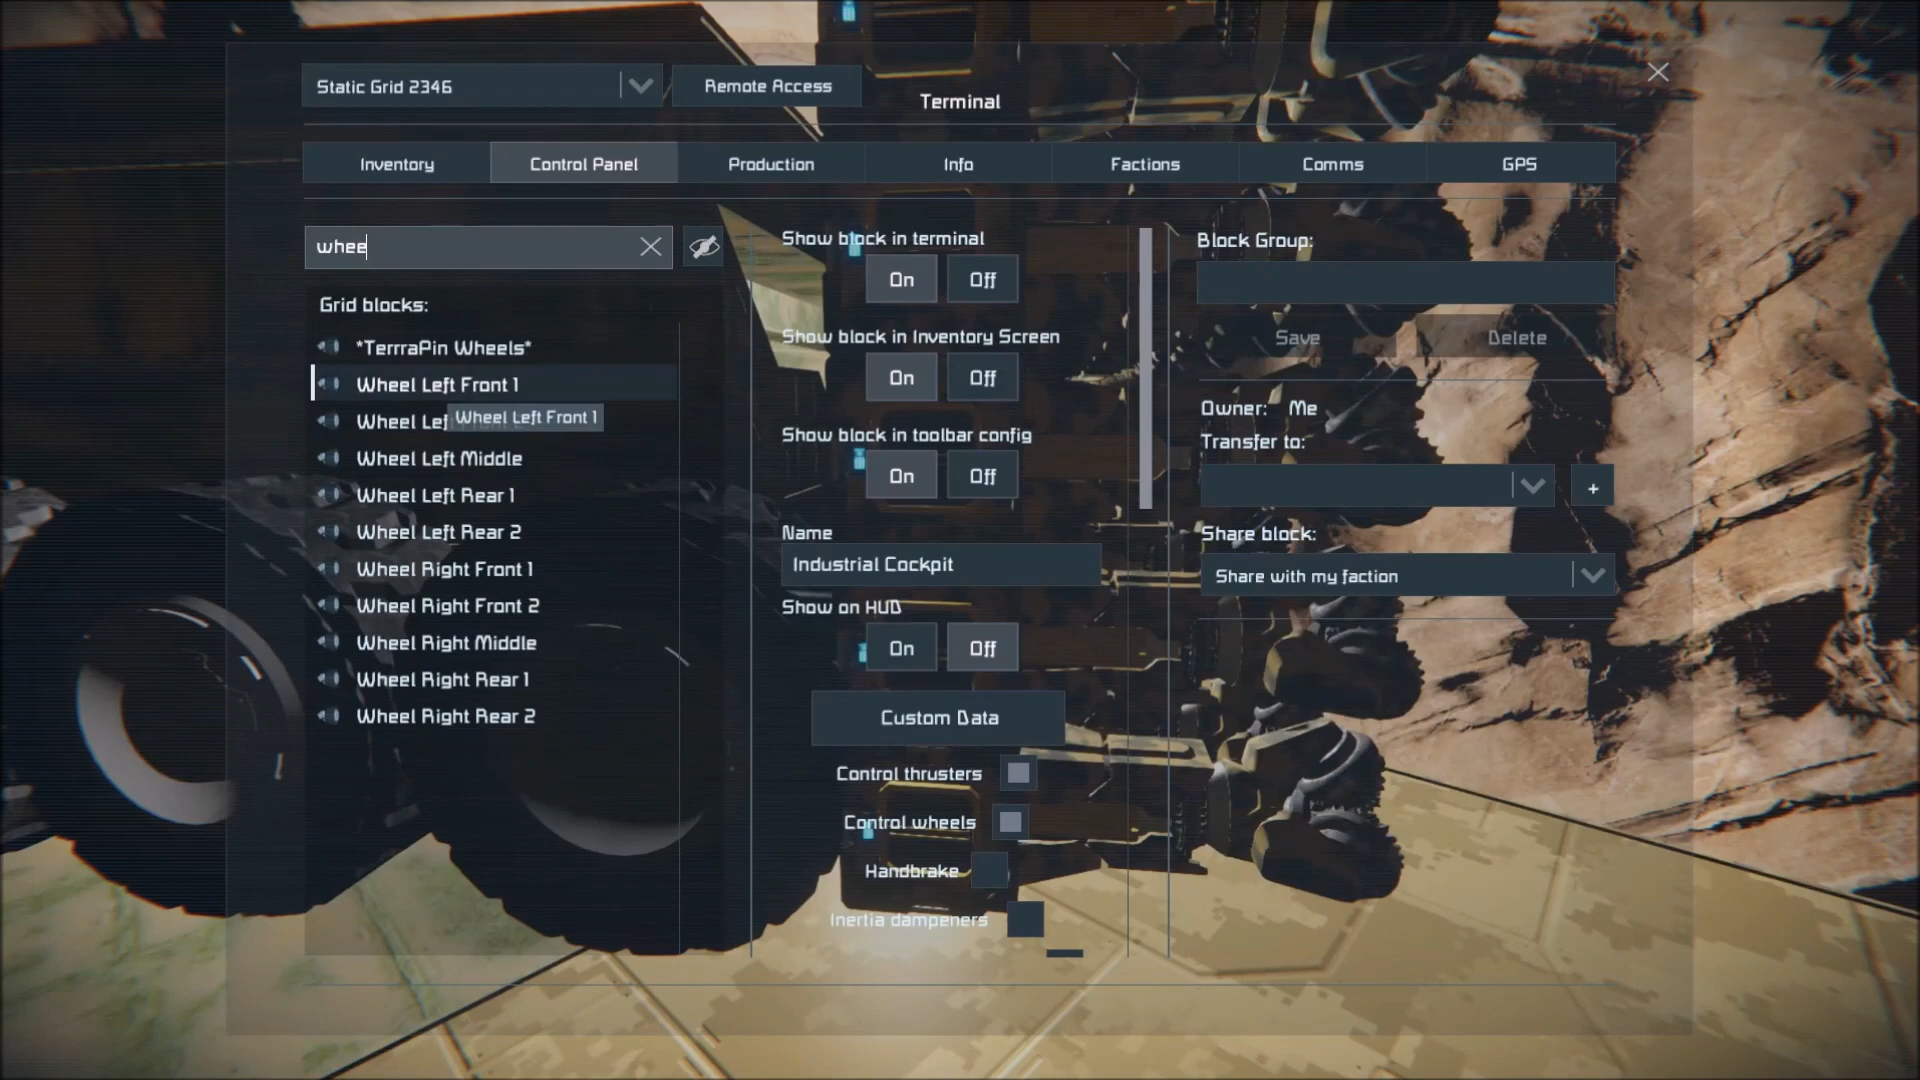 Static Grid 2346
Remote Access
Terminal
Inventory
Control Panel
Production
Info
Factions
Comms
GPS
whee
Grid blocks:
*TerrraPin Wheels*
Wheel Left Front 1
Wheel Lef
Wheel Left Front 1
Wheel Left Middle
Wheel Left Rear 1
Wheel Left Rear 2
Wheel Right Front 1
Wheel Right Front 2
Wheel Right Middle
Wheel Right Rear 1
Wheel Right Rear 2
Show block in terminal
On
Off
Show block in Inventory Screen
On
Off
Show block in toolbar config
On
Off
Name
Industrial Cockpit
Show on HUD
On
Off
Custom Data
Control thrusters
Control wheels
Handbrake
Inertia dampeners
Block Group:
Save
Delete
Owner: Me
Transfer to:
+
Share block:
Share with my faction